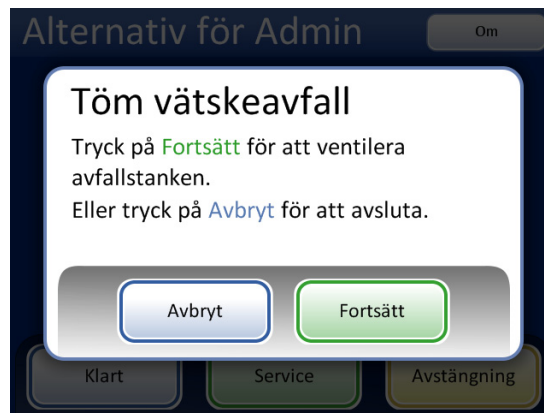 Alternativ för Admin
Om
Töm vätskeavfall
Tryck på Fortsätt för att ventilera
avfallstanken.
Eller tryck på Avbryt för att avsluta.
Avbryt
Fortsätt
Klart
Service
Avstängning